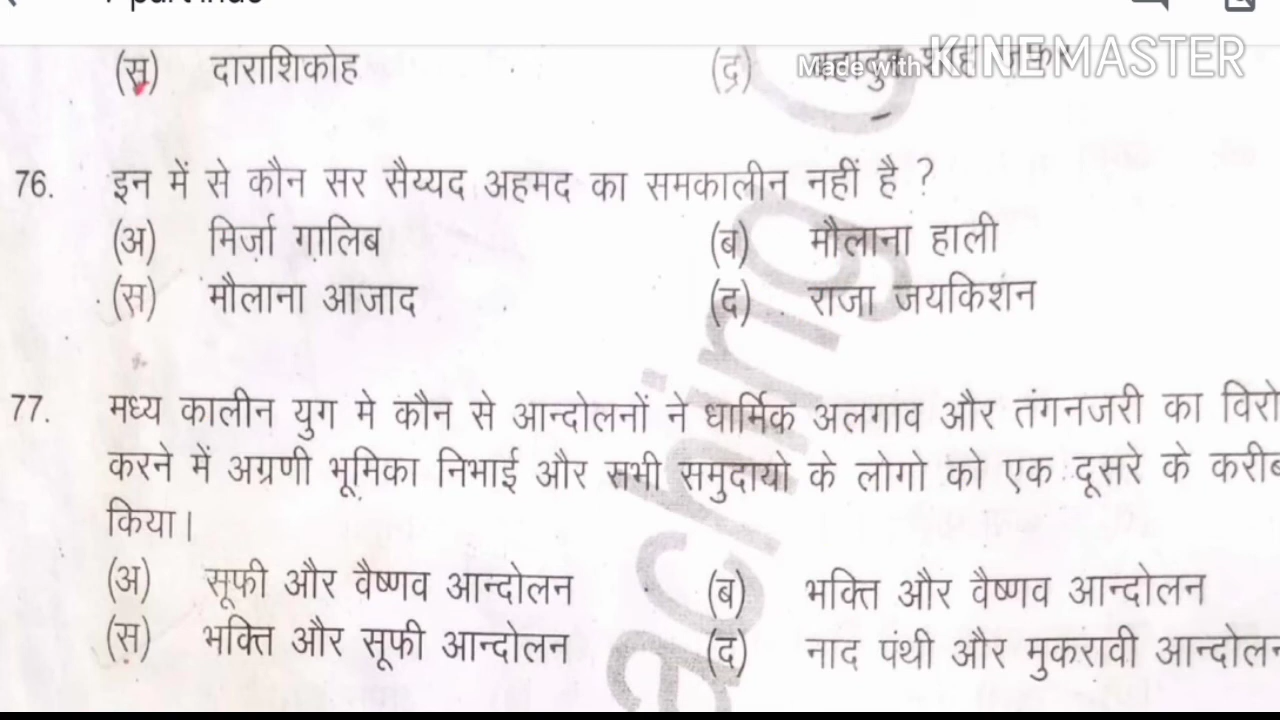 (स) दाराशिकोह (द)
Made with KINEMASTER
76. इन में से कौन सर सैय्यद अहमद का समकालीन नहीं है ?
(अ) मिर्ज़ा गा़लिब (ब) मौलाना हाली
(स) मौलाना आजाद (द) राजा जयकिशन
77. मध्य कालीन युग मे कौन से आन्दोलनों ने धार्मिक अलगाव और तंगनजरी का विरो
करने में अग्रणी भूमिका निभाई और सभी समुदायो के लोगो को एक दूसरे के करीब
किया।
(अ) सूफी और वैष्णव आन्दोलन (ब) भक्ति और वैष्णव आन्दोलन
(स) भक्ति और सूफी आन्दोलन (द) नाद पंथी और मुकरावी आन्दोलन
aching